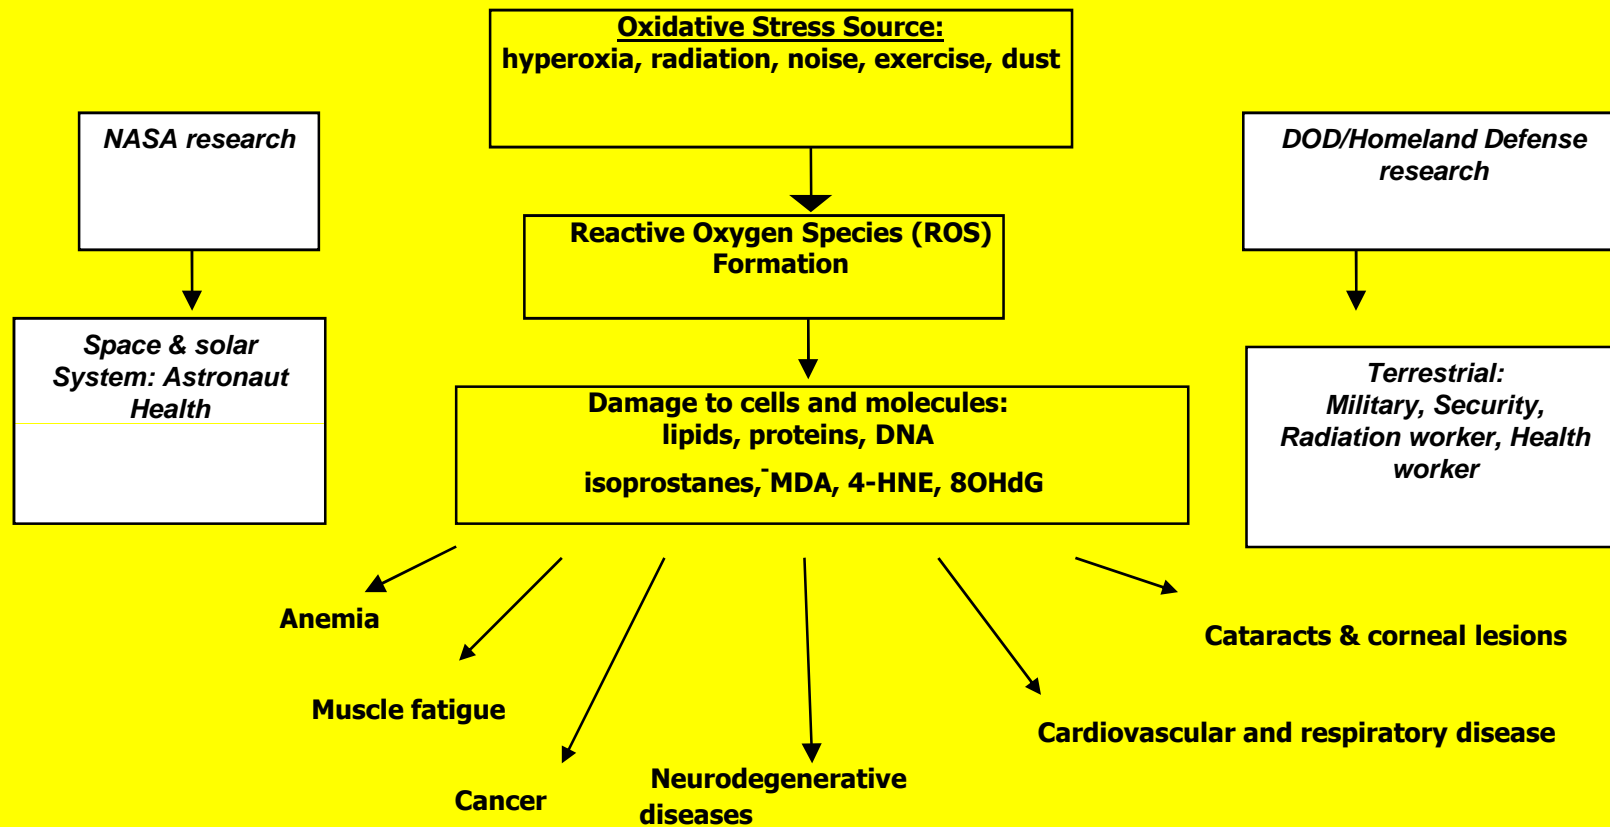 Oxidative Stress Source:
hyperoxia, radiation, noise, exercise, dust
NASA research
DOD/Homeland Defense
research
Reactive Oxygen Species (ROS)
Formation
Space & solar
System: Astronaut
Health
Terrestrial:
Military, Security,
Radiation worker, Health
worker
Damage to cells and molecules:
lipids, proteins, DNA
isoprostanes,-MDA, 4-HNE, 8OHdG
Anemia
Cataracts & corneal lesions
Muscle fatigue
Cardiovascular and respiratory disease
Cancer
Neurodegenerative
diseases